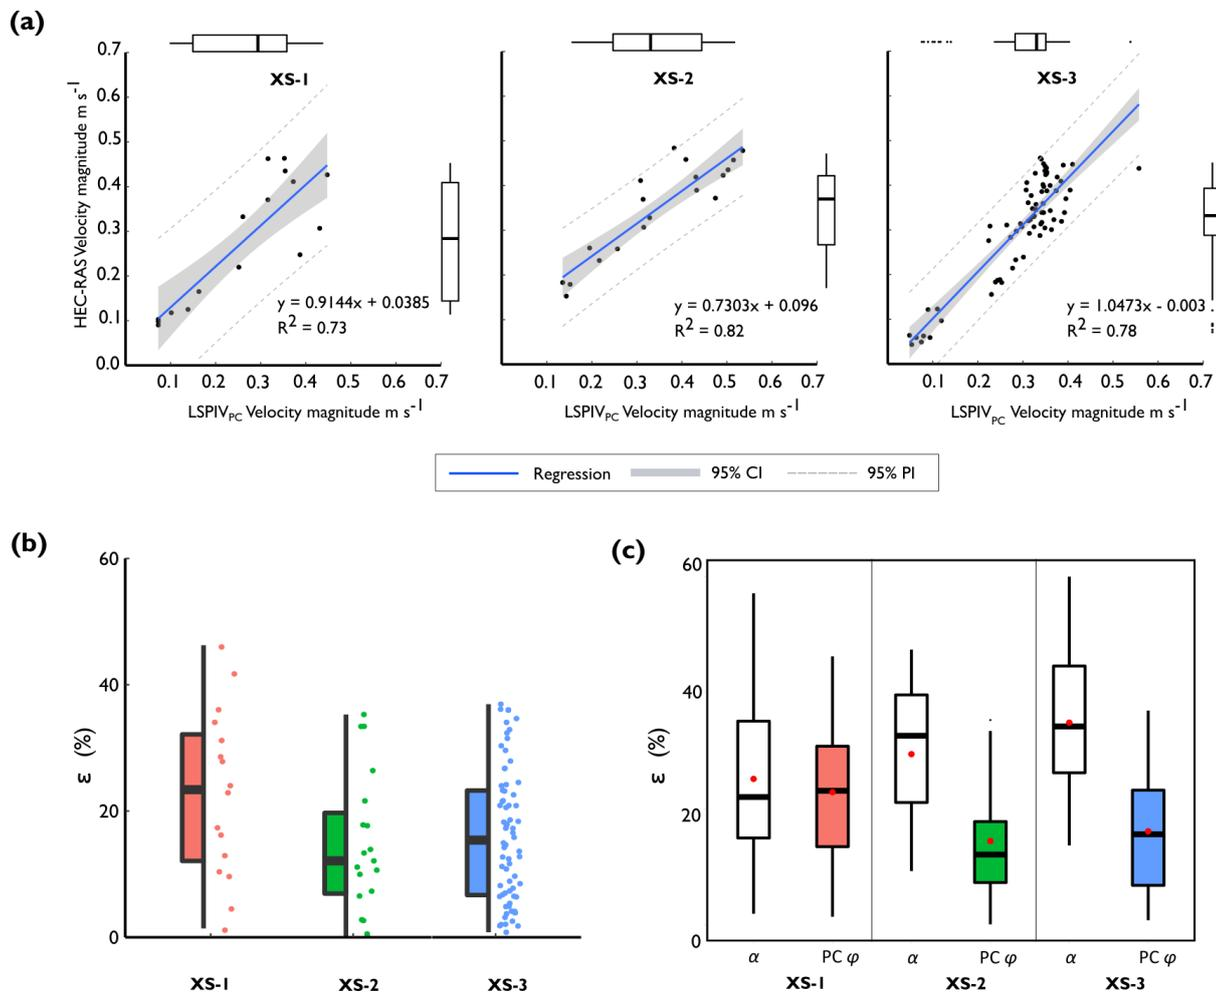 (a)
XS-1
XS-2
XS-3
HEC-RAS Velocity magnitude m s-1
0.7
0.6
0.5
0.4
0.3
0.2
0.1
0.0
y = 0.9144x + 0.0385
R2 = 0.73
y = 0.7303x + 0.096
R2 = 0.82
y = 1.0473x - 0.003
R2 = 0.78
0.1 0.2 0.3 0.4 0.5 0.6 0.7
0.1 0.2 0.3 0.4 0.5 0.6 0.7
0.1 0.2 0.3 0.4 0.5 0.6 0.7
LSPIVPC Velocity magnitude m s-1
LSPIVPC Velocity magnitude m s-1
LSPIVPC Velocity magnitude m s-1
Regression 95% CI 95% PI
(b)
ε (%)
60
40
20
0
XS-1 XS-2 XS-3
(c)
ε (%)
60
40
20
0
α PC φ α PC φ α PC φ
XS-1 XS-2 XS-3